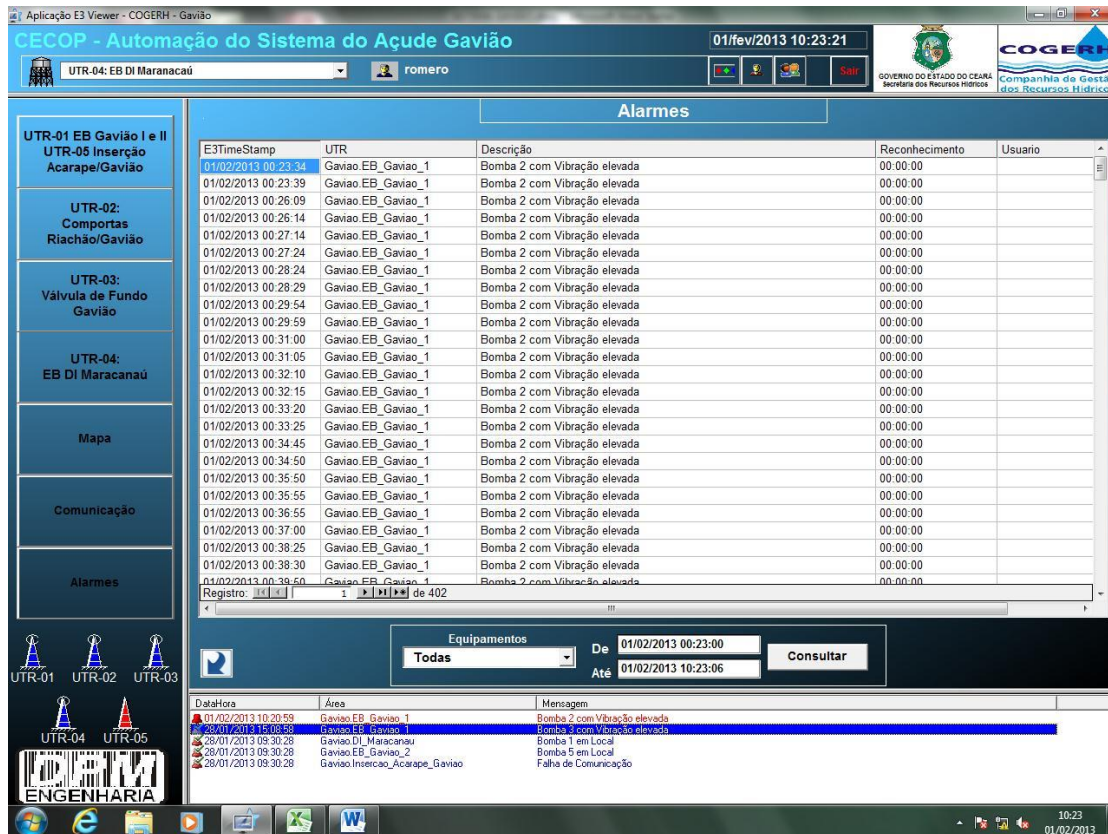 Aplicação E3 Viewer - COGERH - Gavião
CECOP - Automação do Sistema do Açude Gavião
01/fev/2013 10:23:21
UTR-04: EB DI Maranacaú
romero
Sair
GOVERNO DO ESTADO DO CEARÁ
Secretaria dos Recursos Hídricos
COGERH
Companhia de Gestã
dos Recursos Hídrico
Alarmes
UTR-01 EB Gavião I e II
UTR-05 Inserção
Acarape/Gavião
UTR-02:
Comportas
Riachão/Gavião
UTR-03:
Válvula de Fundo
Gavião
UTR-04:
EB DI Maracanaú
Mapa
Comunicação
Alarmes
UTR-01 UTR-02 UTR-03
UTR-04 UTR-05
DFM
ENGENHARIA
E3TimeStamp UTR Descrição Reconhecimento Usuario
01/02/2013 00:23:34 Gaviao.EB_Gaviao_1 Bomba 2 com Vibração elevada 00:00:00
01/02/2013 00:23:39 Gaviao.EB_Gaviao_1 Bomba 2 com Vibração elevada 00:00:00
01/02/2013 00:26:09 Gaviao.EB_Gaviao_1 Bomba 2 com Vibração elevada 00:00:00
01/02/2013 00:26:14 Gaviao.EB_Gaviao_1 Bomba 2 com Vibração elevada 00:00:00
01/02/2013 00:27:14 Gaviao.EB_Gaviao_1 Bomba 2 com Vibração elevada 00:00:00
01/02/2013 00:27:24 Gaviao.EB_Gaviao_1 Bomba 2 com Vibração elevada 00:00:00
01/02/2013 00:28:24 Gaviao.EB_Gaviao_1 Bomba 2 com Vibração elevada 00:00:00
01/02/2013 00:28:29 Gaviao.EB_Gaviao_1 Bomba 2 com Vibração elevada 00:00:00
01/02/2013 00:29:54 Gaviao.EB_Gaviao_1 Bomba 2 com Vibração elevada 00:00:00
01/02/2013 00:29:59 Gaviao.EB_Gaviao_1 Bomba 2 com Vibração elevada 00:00:00
01/02/2013 00:31:00 Gaviao.EB_Gaviao_1 Bomba 2 com Vibração elevada 00:00:00
01/02/2013 00:31:05 Gaviao.EB_Gaviao_1 Bomba 2 com Vibração elevada 00:00:00
01/02/2013 00:32:10 Gaviao.EB_Gaviao_1 Bomba 2 com Vibração elevada 00:00:00
01/02/2013 00:32:15 Gaviao.EB_Gaviao_1 Bomba 2 com Vibração elevada 00:00:00
01/02/2013 00:33:20 Gaviao.EB_Gaviao_1 Bomba 2 com Vibração elevada 00:00:00
01/02/2013 00:33:25 Gaviao.EB_Gaviao_1 Bomba 2 com Vibração elevada 00:00:00
01/02/2013 00:34:45 Gaviao.EB_Gaviao_1 Bomba 2 com Vibração elevada 00:00:00
01/02/2013 00:34:50 Gaviao.EB_Gaviao_1 Bomba 2 com Vibração elevada 00:00:00
01/02/2013 00:35:50 Gaviao.EB_Gaviao_1 Bomba 2 com Vibração elevada 00:00:00
01/02/2013 00:35:55 Gaviao.EB_Gaviao_1 Bomba 2 com Vibração elevada 00:00:00
01/02/2013 00:36:55 Gaviao.EB_Gaviao_1 Bomba 2 com Vibração elevada 00:00:00
01/02/2013 00:37:00 Gaviao.EB_Gaviao_1 Bomba 2 com Vibração elevada 00:00:00
01/02/2013 00:38:25 Gaviao.EB_Gaviao_1 Bomba 2 com Vibração elevada 00:00:00
01/02/2013 00:38:30 Gaviao.EB_Gaviao_1 Bomba 2 com Vibração elevada 00:00:00
01/02/2013 00:39:50 Gaviao.EB_Gaviao_1 Bomba 2 com Vibração elevada 00:00:00
Registro: 1 de 402
Equipamentos
Todas
De 01/02/2013 00:23:00
Até 01/02/2013 10:23:06
Consultar
DataHora Área Mensagem
01/02/2013 10:20:59 Gaviao.EB_Gaviao_1 Bomba 2 com Vibração elevada
28/01/2013 15:08:58 Gaviao.EB_Gaviao_1 Bomba 3 com Vibração elevada
28/01/2013 09:30:28 Gaviao.DI_Maracanau Bomba 1 em Local
28/01/2013 09:30:28 Gaviao.EB_Gaviao_2 Bomba 5 em Local
28/01/2013 09:30:28 Gaviao.Insercao_Acarape_Gaviao Falha de Comunicação
10:23
01/02/2013